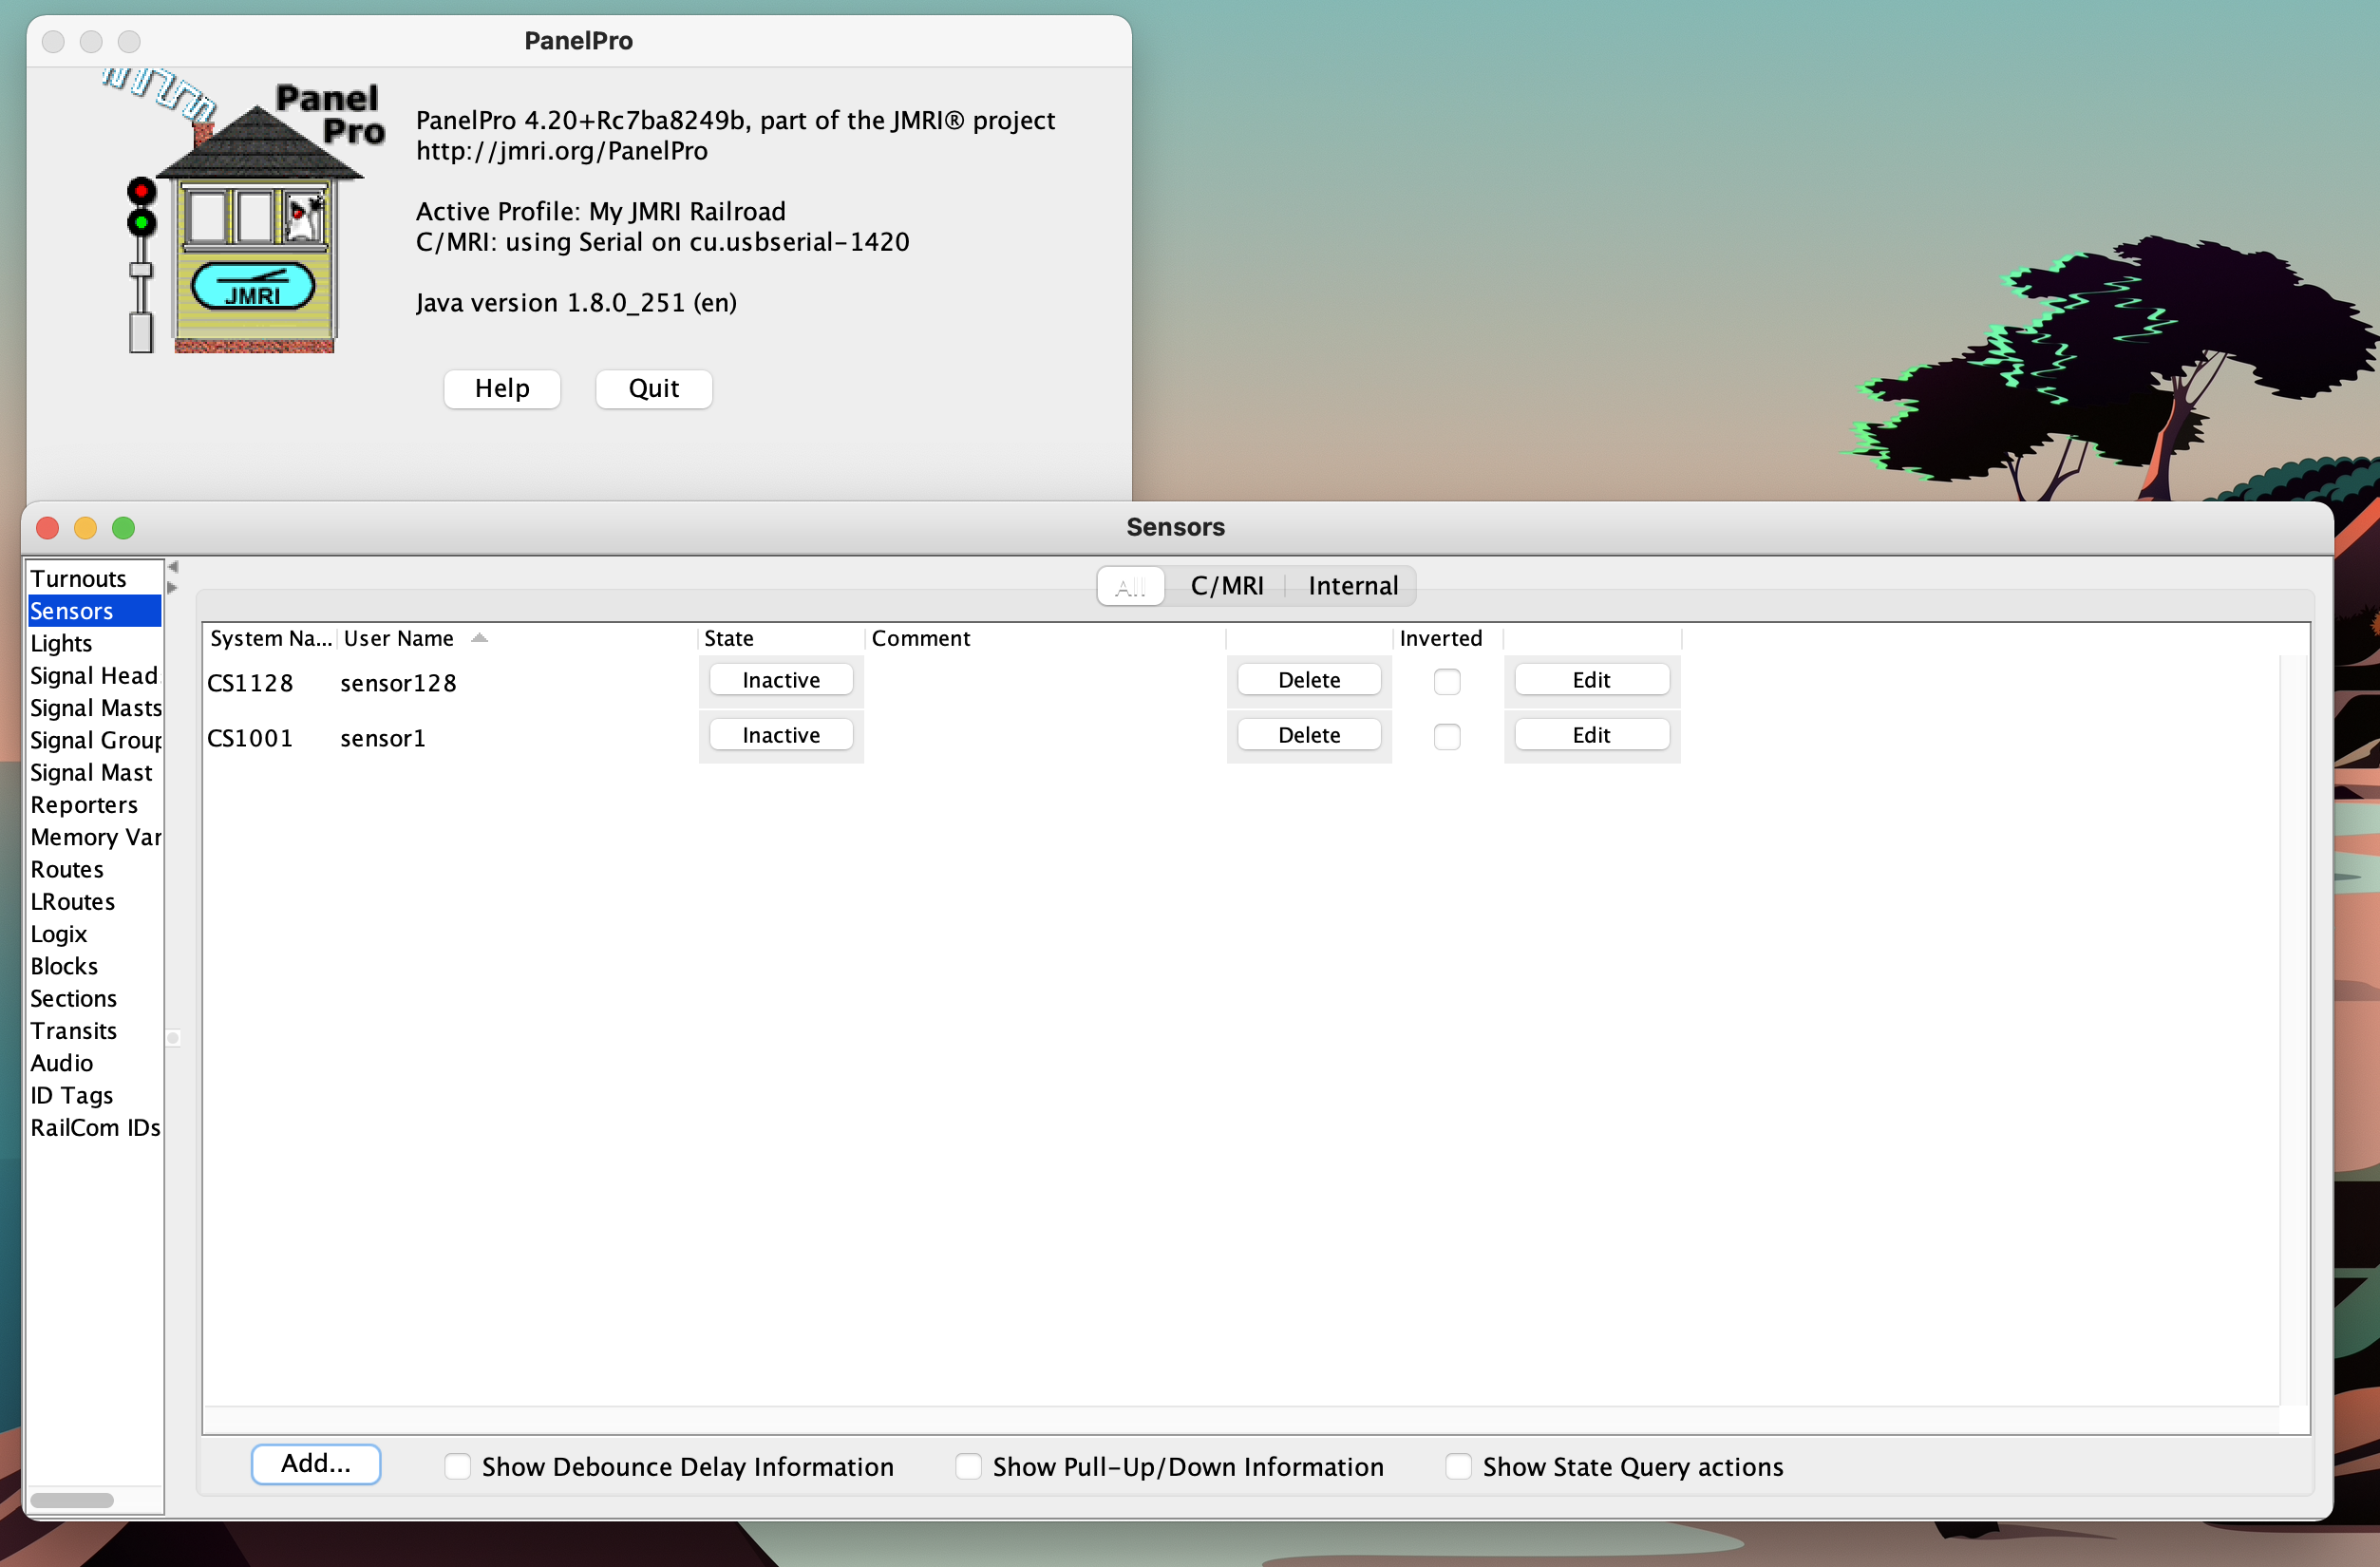 PanelPro
Panel
Pro
JMRI
PanelPro 4.20+Rc7ba8249b, part of the JMRI® project
http://jmri.org/PanelPro
Active Profile: My JMRI Railroad
C/MRI: using Serial on cu.usbserial-1420
Java version 1.8.0_251 (en)
Help Quit
Sensors
Turnouts
Sensors
Lights
Signal Head
Signal Masts
Signal Group
Signal Mast
Reporters
Memory Var
Routes
LRoutes
Logix
Blocks
Sections
Transits
Audio
ID Tags
RailCom IDs
All C/MRI Internal
System Na... User Name State Comment Inverted
CS1128 sensor128 Inactive Delete Edit
CS1001 sensor1 Inactive Delete Edit
Add... Show Debounce Delay Information Show Pull-Up/Down Information Show State Query actions